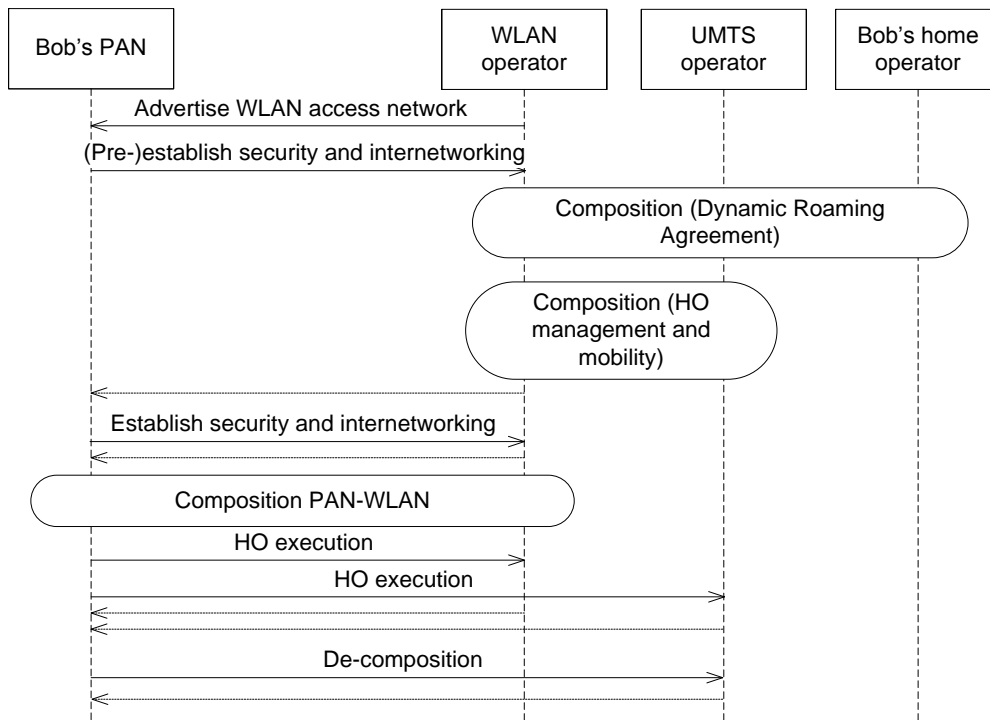 Bob's PAN
WLAN
operator
UMTS
operator
Bob's home
operator
Advertise WLAN access network
(Pre-)establish security and internetworking
Composition (Dynamic Roaming
Agreement)
Composition (HO
management and
mobility)
Establish security and internetworking
Composition PAN-WLAN
HO execution
HO execution
De-composition